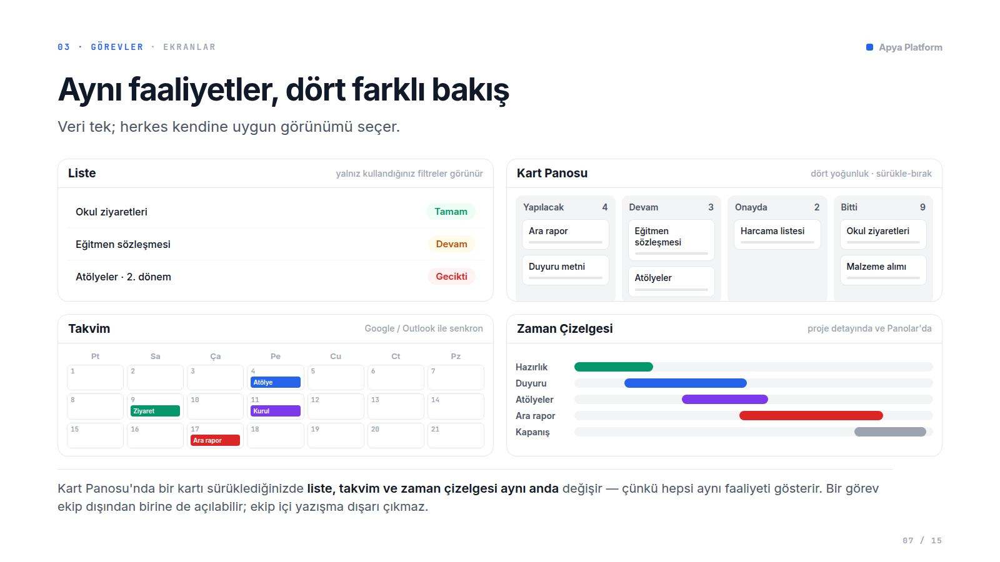 03 · GÖREVLER · EKRANLAR
Apya Platform
Aynı faaliyetler, dört farklı bakış
Veri tek; herkes kendine uygun görünümü seçer.
Liste
yalnız kullandığınız filtreler görünür
Okul ziyaretleri
Tamam
Eğitmen sözleşmesi
Devam
Atölyeler · 2. dönem
Gecikti
Kart Panosu
dört yoğunluk · sürükle-bırak
Yapılacak 4
Ara rapor
Duyuru metni
Devam 3
Eğitmen
sözleşmesi
Atölyeler
Onayda 2
Harcama listesi
Bitti 9
Okul ziyaretleri
Malzeme alımı
Takvim
Google / Outlook ile senkron
Pt Sa Ça Pe Cu Ct Pz
1 2 3 4 5 6 7
Atölye
8 9 10 11 12 13 14
Ziyaret Kurul
15 16 17 18 19 20 21
Ara rapor
Zaman Çizelgesi
proje detayında ve Panolar'da
Hazırlık
Duyuru
Atölyeler
Ara rapor
Kapanış
Kart Panosu'nda bir kartı sürüklediğinizde liste, takvim ve zaman çizelgesi aynı anda değişir — çünkü hepsi aynı faaliyeti gösterir. Bir görev
ekip dışından birine de açılabilir; ekip içi yazışma dışarı çıkmaz.
07 / 15